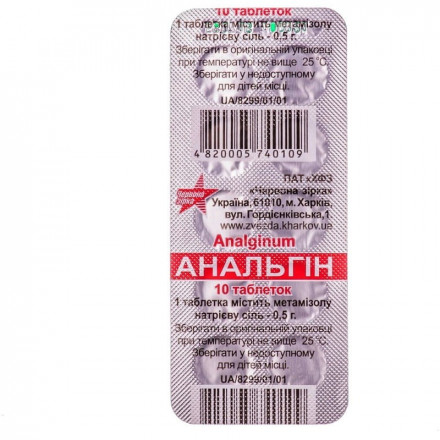 10 таблеток
1 таблетка містить метамізолу
натрієву сіль - 0,5 г.
Зберігати в оригінальній упаковці
при температурі не вище 25 °С.
Зберігати у недоступному
для дітей місці.
UA/8299/01/01
4 820005 740109
Червона зірка
ПАТ «ХФЗ
«Червона зірка»
Україна, 61010, м. Харків,
вул. Гордієнківська,1.
www.zvezda.kharkov.ua
Analginum
АНАЛЬГІН
10 таблеток
1 таблетка містить метамізолу
натрієву сіль - 0,5 г.
Зберігати в оригінальній упаковці
при температурі не вище 25 °С.
Зберігати у недоступному
для дітей місці.
UA/8299/01/01